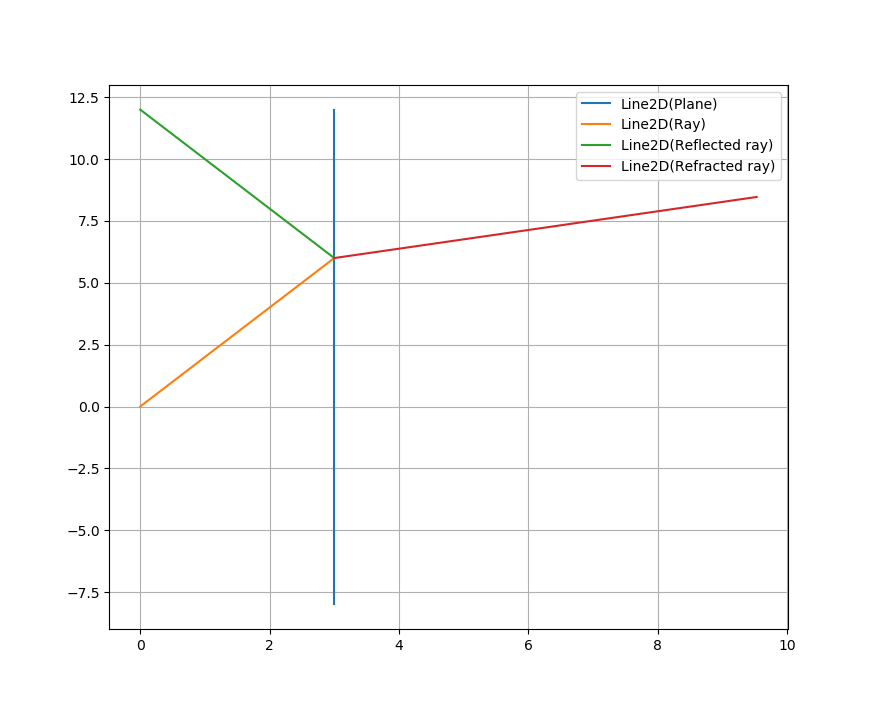 12.5
10.0
7.5
5.0
2.5
0.0
−2.5
−5.0
−7.5
0 2 4 6 8 10
Line2D(Plane)
Line2D(Ray)
Line2D(Reflected ray)
Line2D(Refracted ray)